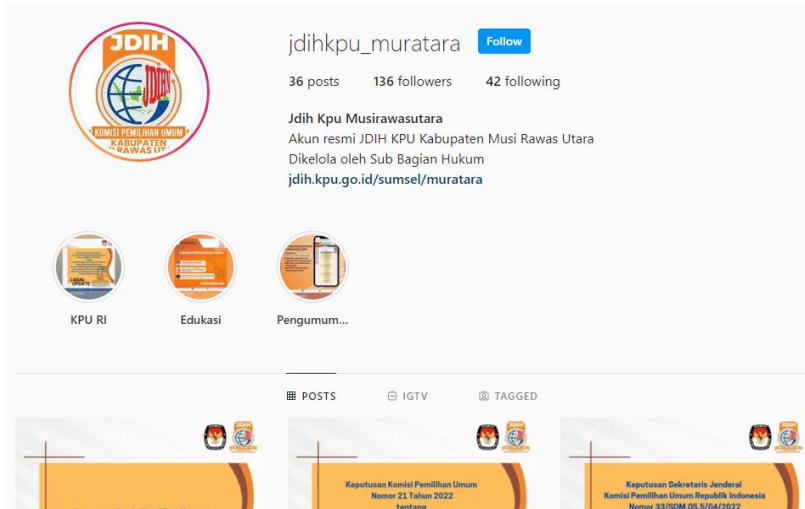 JDIH
JDIHN
KOMISI PEMILIHAN UMUM
KABUPATEN
jdihkpu_muratara
Follow
36 posts 136 followers 42 following
Jdih Kpu Musirawasutara
Akun resmi JDIH KPU Kabupaten Musi Rawas Utara
Dikelola oleh Sub Bagian Hukum
jdih.kpu.go.id/sumsel/muratara
LEGAL
UPDATE
KPU RI Edukasi Pengumum...
POSTS IGTV TAGGED
Keputusan Komisi Pemilihan Umum
Nomor 21 Tahun 2022
tentang
Keputusan Sekretaris Jenderal
Komisi Pemilihan Umum Republik Indonesia
Nomor 33/SDM.05.5/04/2022